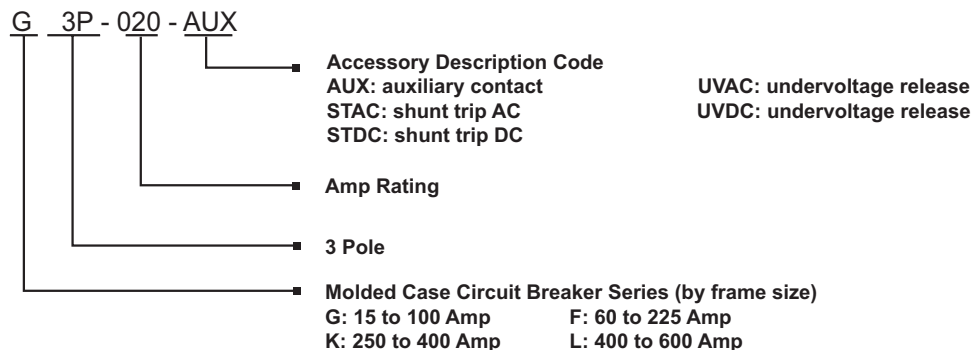 G 3P - 020 - AUX
Accessory Description Code
AUX: auxiliary contact UVAC: undervoltage release
STAC: shunt trip AC UVDC: undervoltage release
STDC: shunt trip DC
Amp Rating
3 Pole
Molded Case Circuit Breaker Series (by frame size)
G: 15 to 100 Amp F: 60 to 225 Amp
K: 250 to 400 Amp L: 400 to 600 Amp